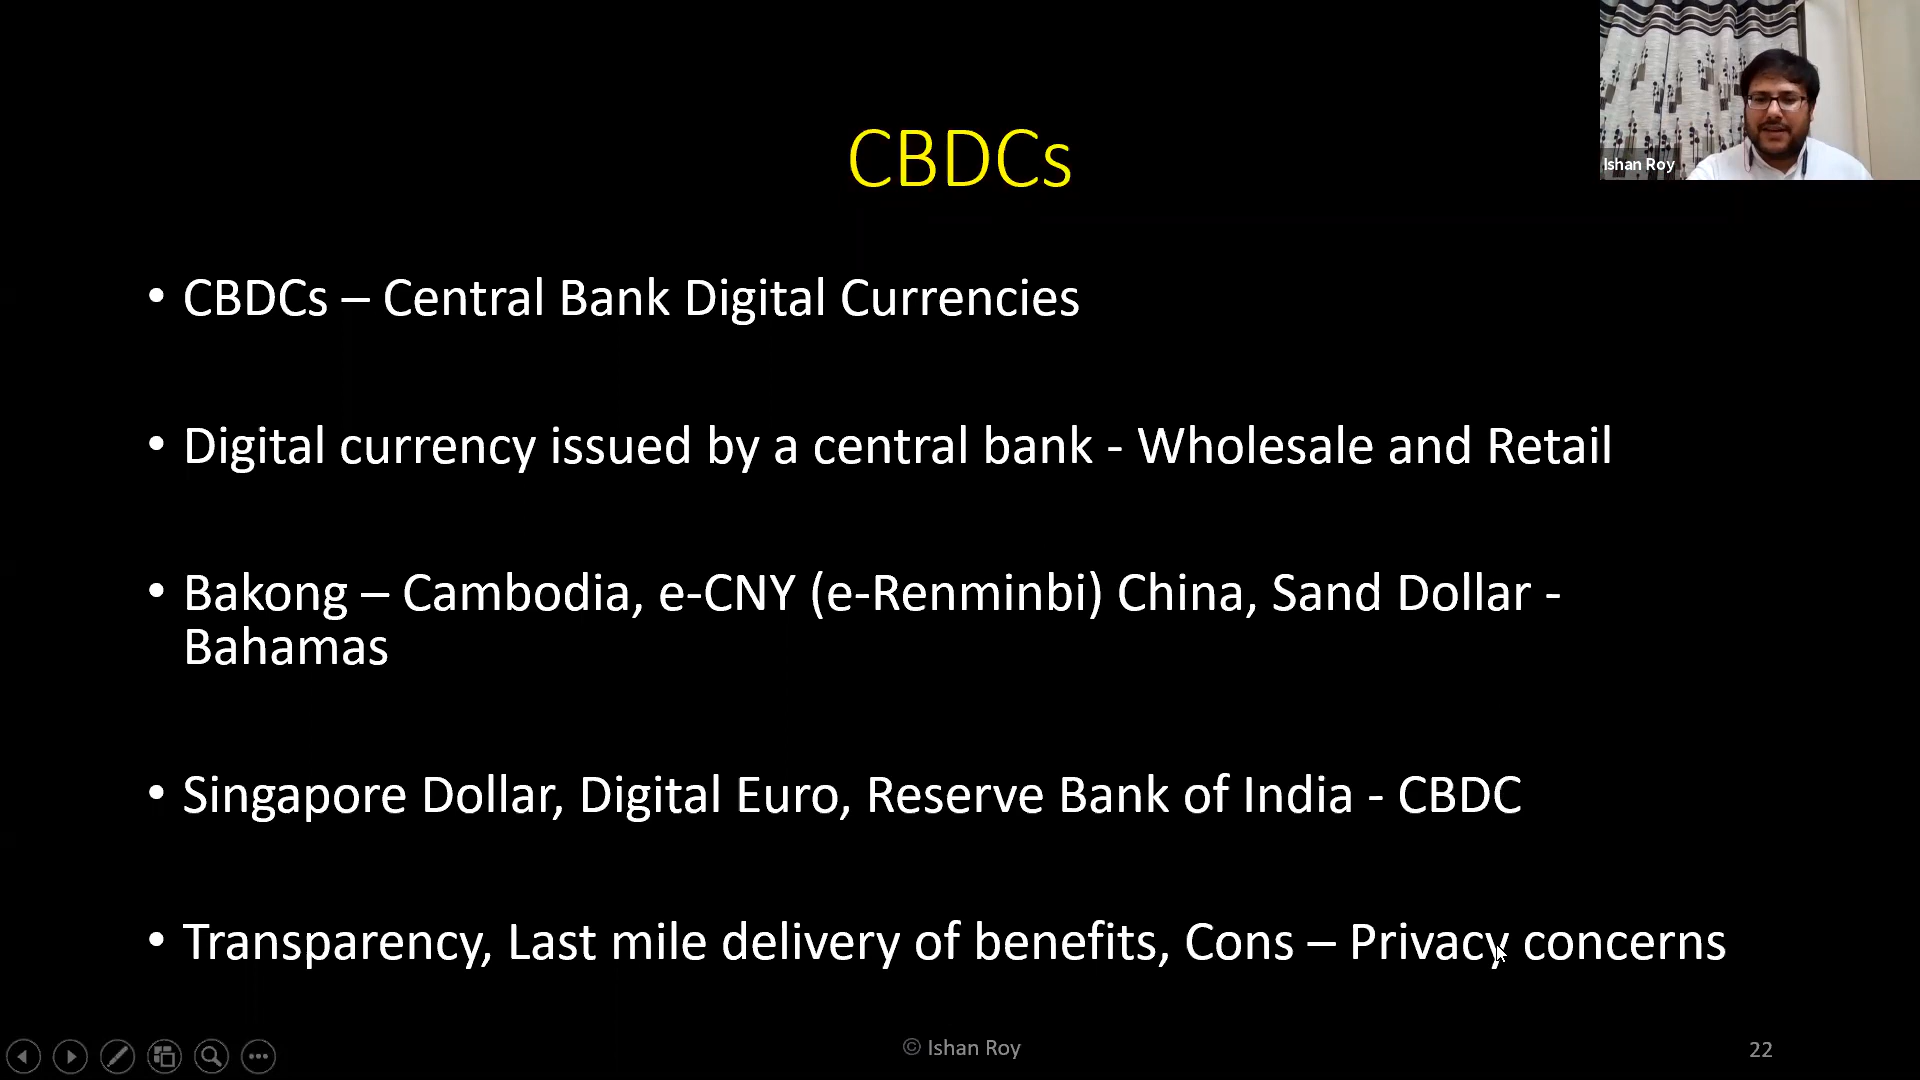 Ishan Roy
CBDCs
• CBDCs – Central Bank Digital Currencies
• Digital currency issued by a central bank - Wholesale and Retail
• Bakong – Cambodia, e-CNY (e-Renminbi) China, Sand Dollar -
Bahamas
• Singapore Dollar, Digital Euro, Reserve Bank of India - CBDC
• Transparency, Last mile delivery of benefits, Cons – Privacy concerns
© Ishan Roy
22